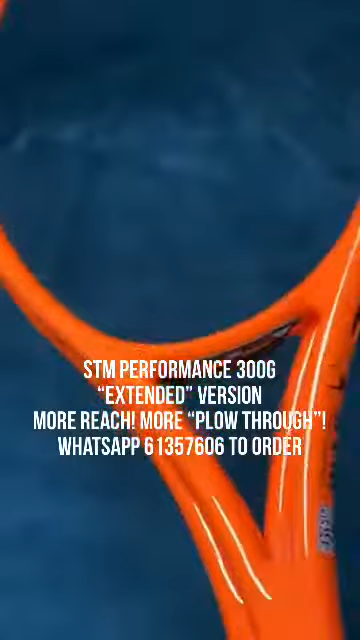 STM PERFORMANCE 300G
“EXTENDED” VERSION
MORE REACH! MORE “PLOW THROUGH”!
WHATSAPP 61357606 TO ORDER